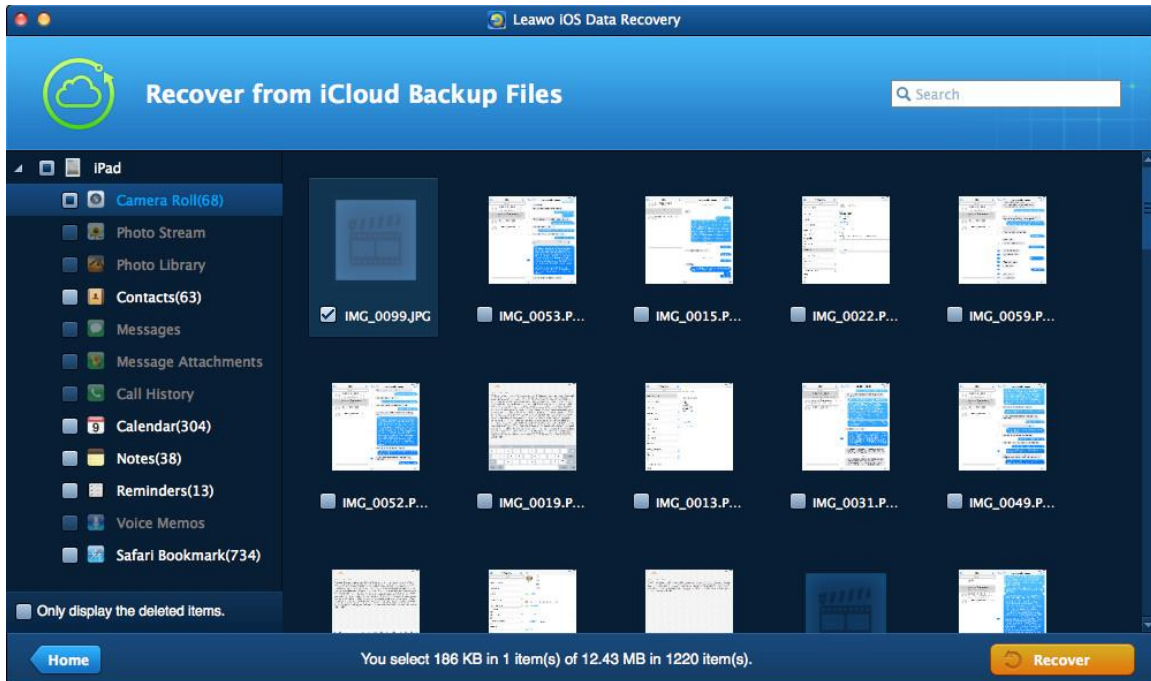 Leawo iOS Data Recovery
Recover from iCloud Backup Files
Search
iPad
Camera Roll(68)
Photo Stream
Photo Library
Contacts(63)
Messages
Message Attachments
Call History
Calendar(304)
Notes(38)
Reminders(13)
Voice Memos
Safari Bookmark(734)
Only display the deleted items.
IMG_0099.JPG IMG_0053.P... IMG_0015.P... IMG_0022.P... IMG_0059.P...
IMG_0052.P... IMG_0019.P... IMG_0013.P... IMG_0031.P... IMG_0049.P...
Home
You select 186 KB in 1 item(s) of 12.43 MB in 1220 item(s).
Recover